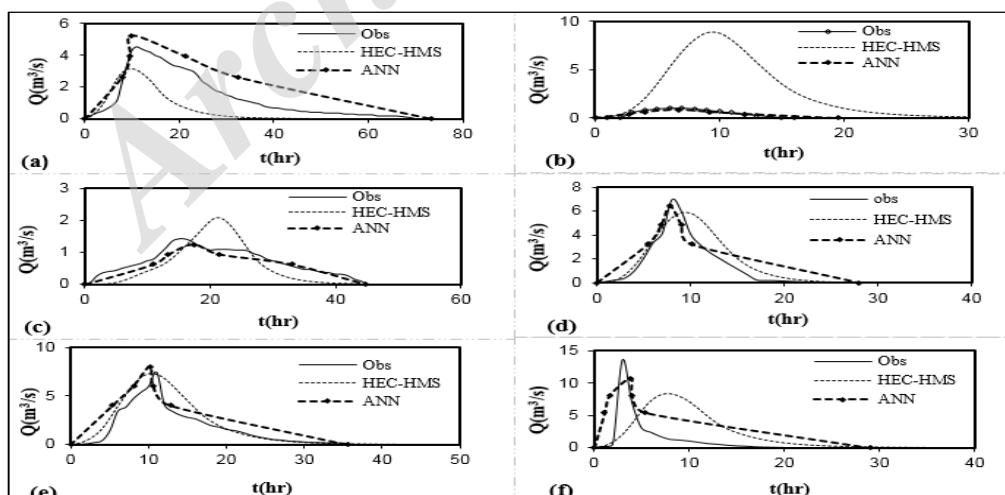 Arch
6
4
2
0
Q(m³/s)
0 20 40 60 80
t(hr)
Obs
HEC-HMS
ANN
(a)
10
5
0
Q(m³/s)
0 10 20 30
t(hr)
Obs
HEC-HMS
ANN
(b)
3
2
1
0
Q(m³/s)
0 20 40 60
t(hr)
Obs
HEC-HMS
ANN
(c)
8
6
4
2
0
Q(m³/s)
0 10 20 30 40
t(hr)
obs
HEC-HMS
ANN
(d)
10
5
0
Q(m³/s)
0 10 20 30 40 50
t(hr)
Obs
HEC-HMS
ANN
(e)
15
10
5
0
Q(m³/s)
0 10 20 30 40
t(hr)
Obs
HEC-HMS
ANN
(f)